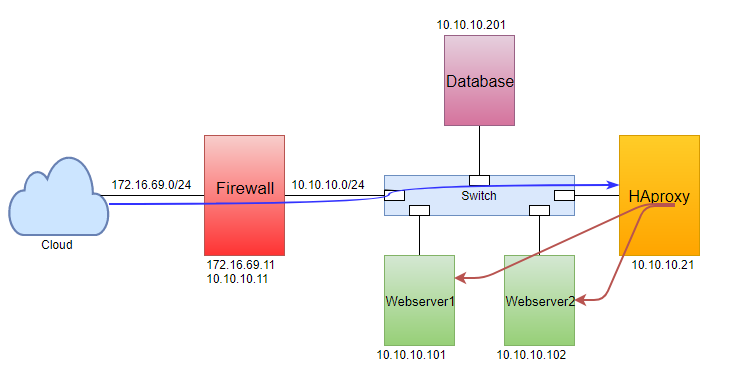 10.10.10.201
Database
172.16.69.0/24
Firewall
10.10.10.0/24
Switch
HAproxy
Cloud
172.16.69.11
10.10.10.11
10.10.10.21
Webserver1
Webserver2
10.10.10.101
10.10.10.102